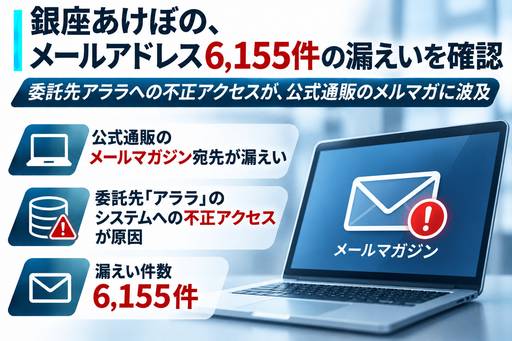 銀座あけぼの、
メールアドレス6,155件の漏えいを確認
委託先アララへの不正アクセスが、公式通販のメルマガに波及
公式通販の
メールマガジン宛先が漏えい
委託先「アララ」の
システムへの不正アクセス
が原因
漏えい件数
6,155件
メールマガジン